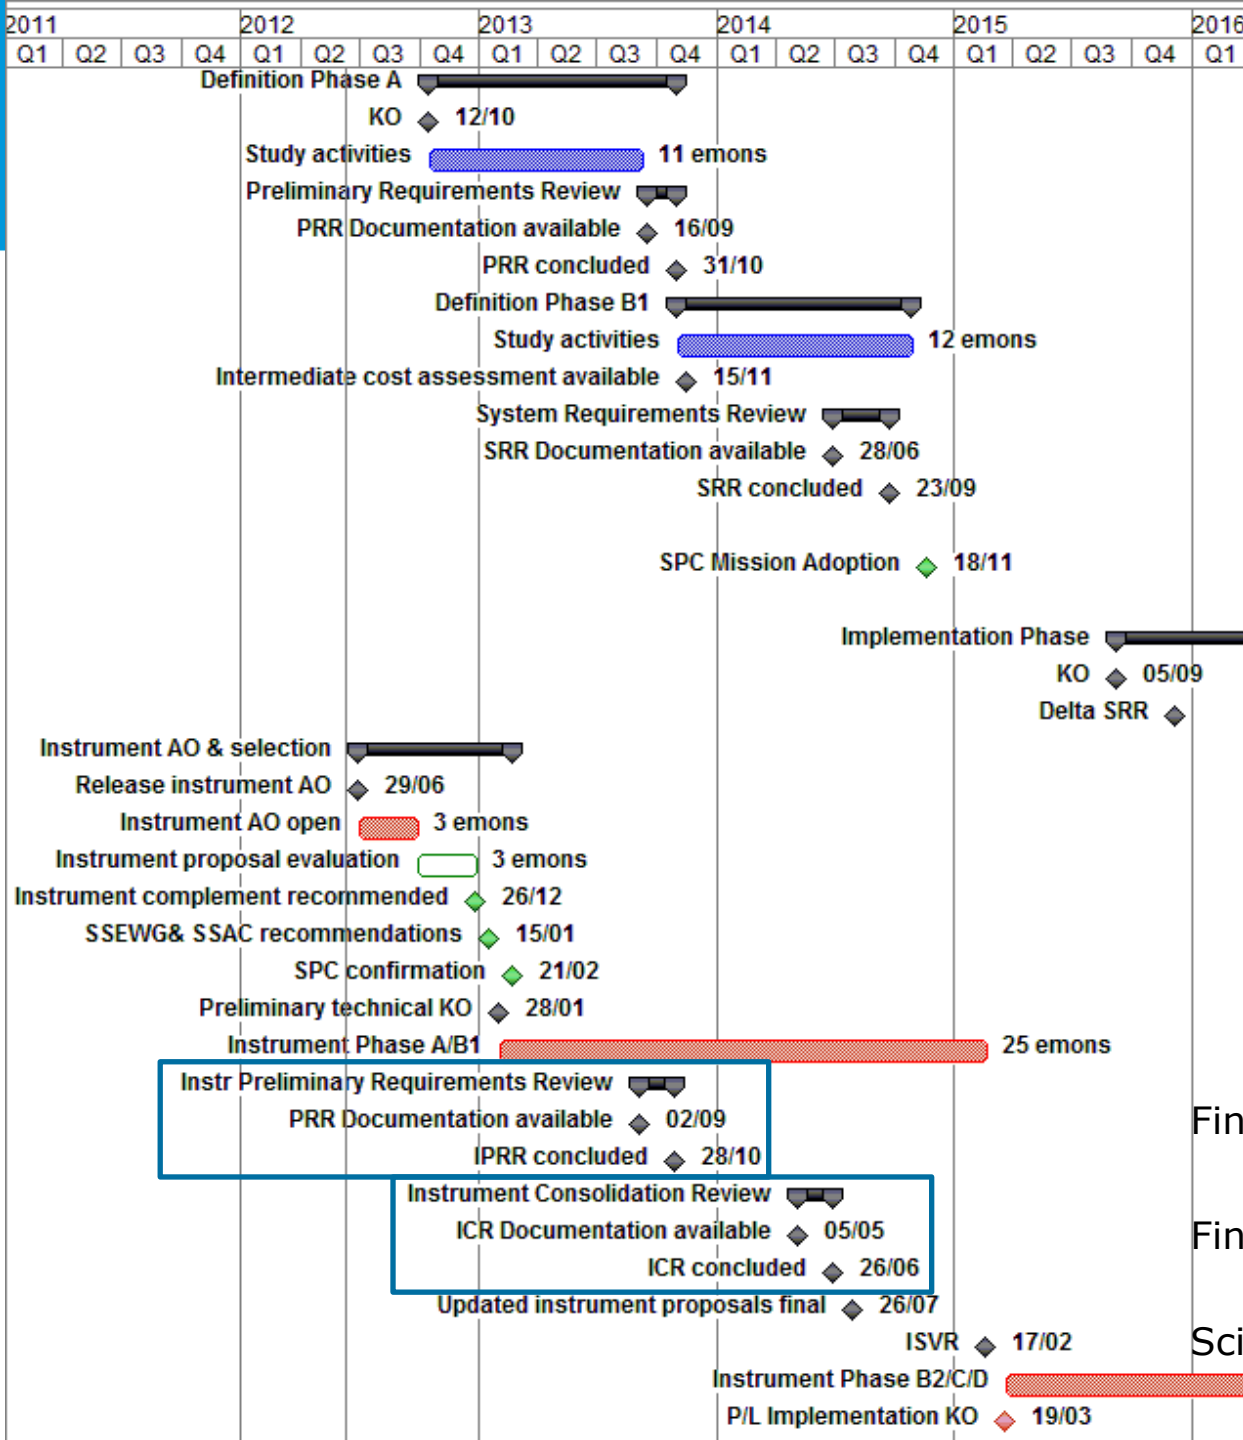 2011 2012 2013 2014 2015 2016
Q1 Q2 Q3 Q4 Q1 Q2 Q3 Q4 Q1 Q2 Q3 Q4 Q1 Q2 Q3 Q4 Q1 Q2 Q3 Q4 Q1
Definition Phase A
KO 12/10
Study activities 11 emons
Preliminary Requirements Review
PRR Documentation available 16/09
PRR concluded 31/10
Definition Phase B1
Study activities 12 emons
Intermediate cost assessment available 15/11
System Requirements Review
SRR Documentation available 28/06
SRR concluded 23/09
SPC Mission Adoption 18/11
Implementation Phase
KO 05/09
Delta SRR
Instrument AO & selection
Release instrument AO 29/06
Instrument AO open 3 emons
Instrument proposal evaluation 3 emons
Instrument complement recommended 26/12
SSEWG& SSAC recommendations 15/01
SPC confirmation 21/02
Preliminary technical KO 28/01
Instrument Phase A/B1 25 emons
Instr Preliminary Requirements Review
PRR Documentation available 02/09 Fin
IPRR concluded 28/10
Instrument Consolidation Review
ICR Documentation available 05/05 Fin
ICR concluded 26/06
Updated instrument proposals final 26/07
ISVR 17/02 Sci
Instrument Phase B2/C/D
P/L Implementation KO 19/03